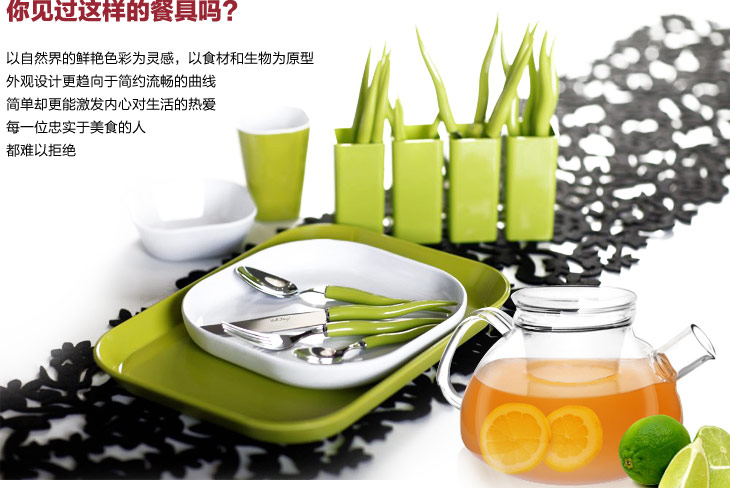 你见过这样的餐具吗？
以自然界的鲜艳色彩为灵感，以食材和生物为原型
外观设计更趋向于简约流畅的曲线
简单却更能激发内心对生活的热爱
每一位忠实于美食的人
都难以拒绝